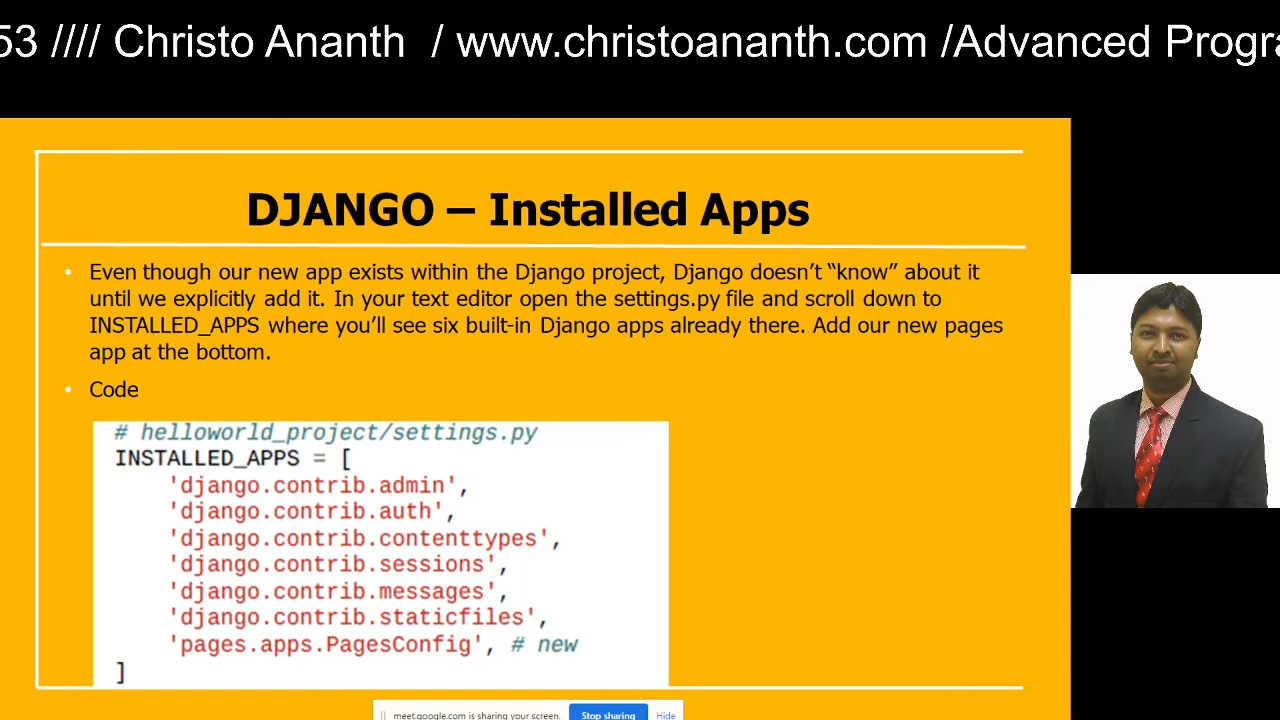 53 //// Christo Ananth / www.christoananth.com /Advanced Progra
DJANGO – Installed Apps
• Even though our new app exists within the Django project, Django doesn't “know” about it
until we explicitly add it. In your text editor open the settings.py file and scroll down to
INSTALLED_APPS where you'll see six built-in Django apps already there. Add our new pages
app at the bottom.
• Code
# helloworld_project/settings.py
INSTALLED_APPS = [
'django.contrib.admin',
'django.contrib.auth',
'django.contrib.contenttypes',
'django.contrib.sessions',
'django.contrib.messages',
'django.contrib.staticfiles',
'pages.apps.PagesConfig', # new
]
meet.google.com is sharing your screen. Stop sharing Hide